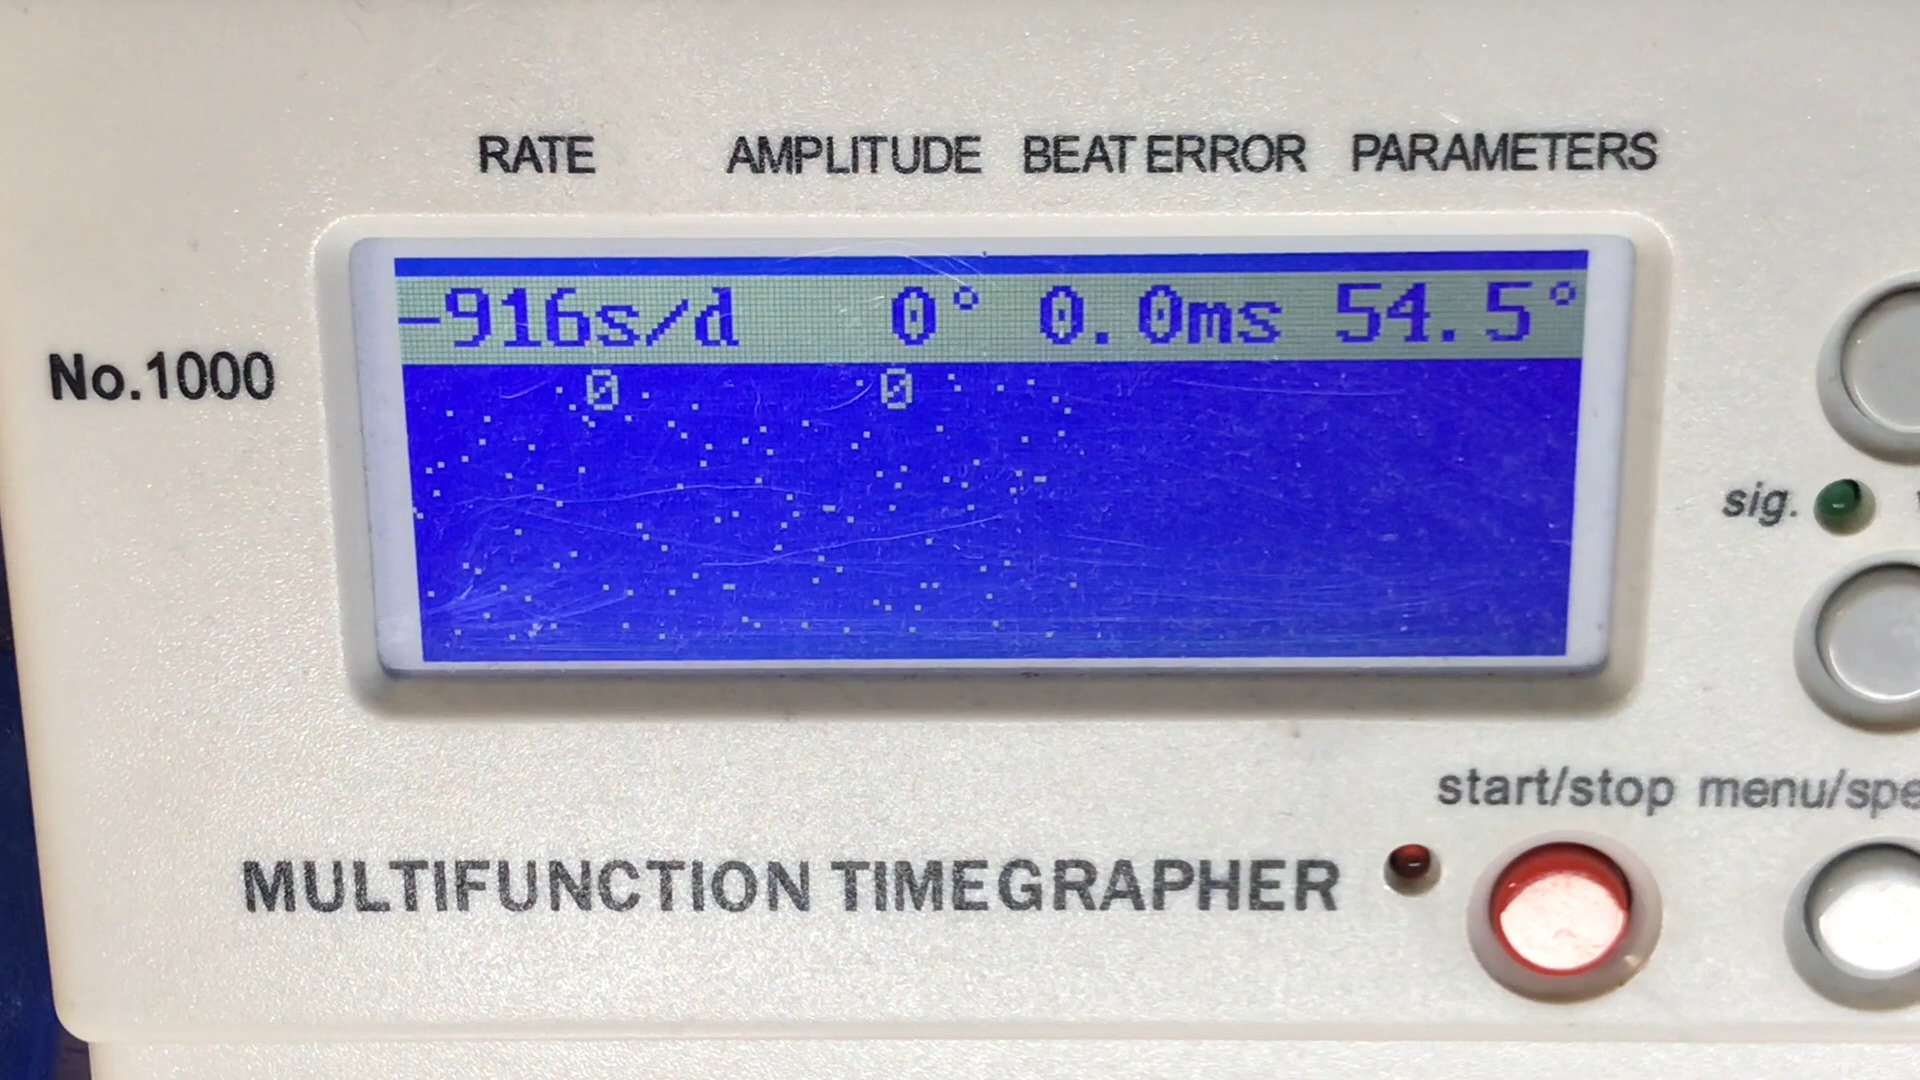 RATE AMPLITUDE BEAT ERROR PARAMETERS
-916s/d 0° 0.0ms 54.5°
0 0
No.1000
sig.
start/stop menu/spe
MULTIFUNCTION TIMEGRAPHER